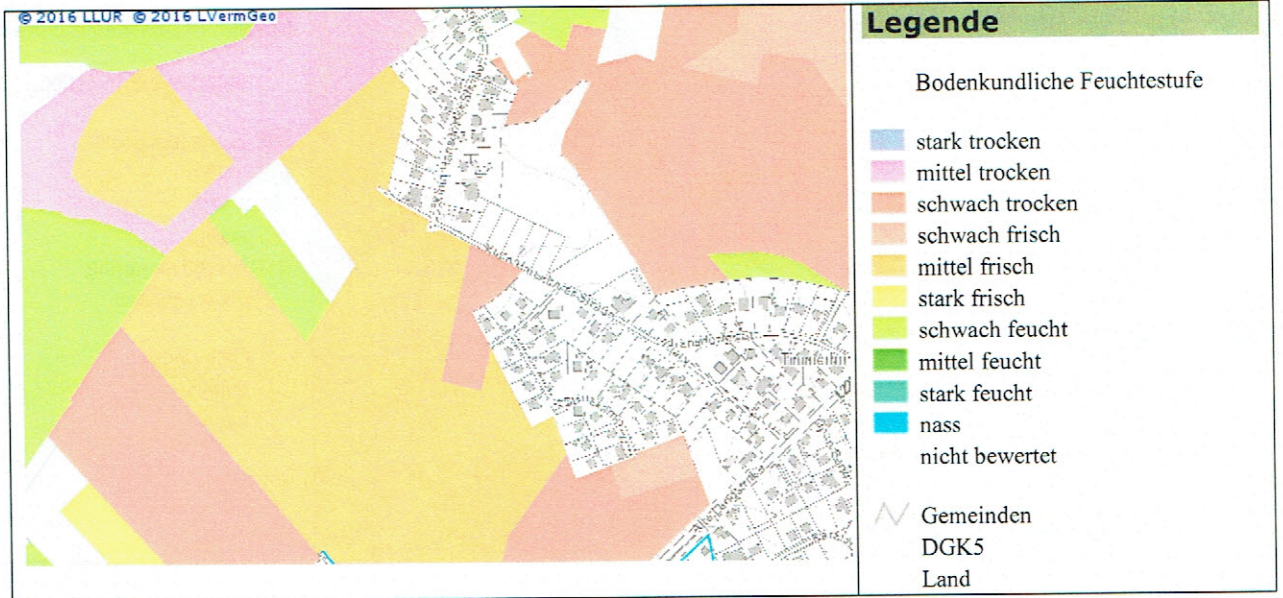 © 2016 LLUR © 2016 LVermGeo
Legende
Bodenkundliche Feuchtestufe
stark trocken
mittel trocken
schwach trocken
schwach frisch
mittel frisch
stark frisch
schwach feucht
mittel feucht
stark feucht
nass
nicht bewertet
Gemeinden
DGK5
Land